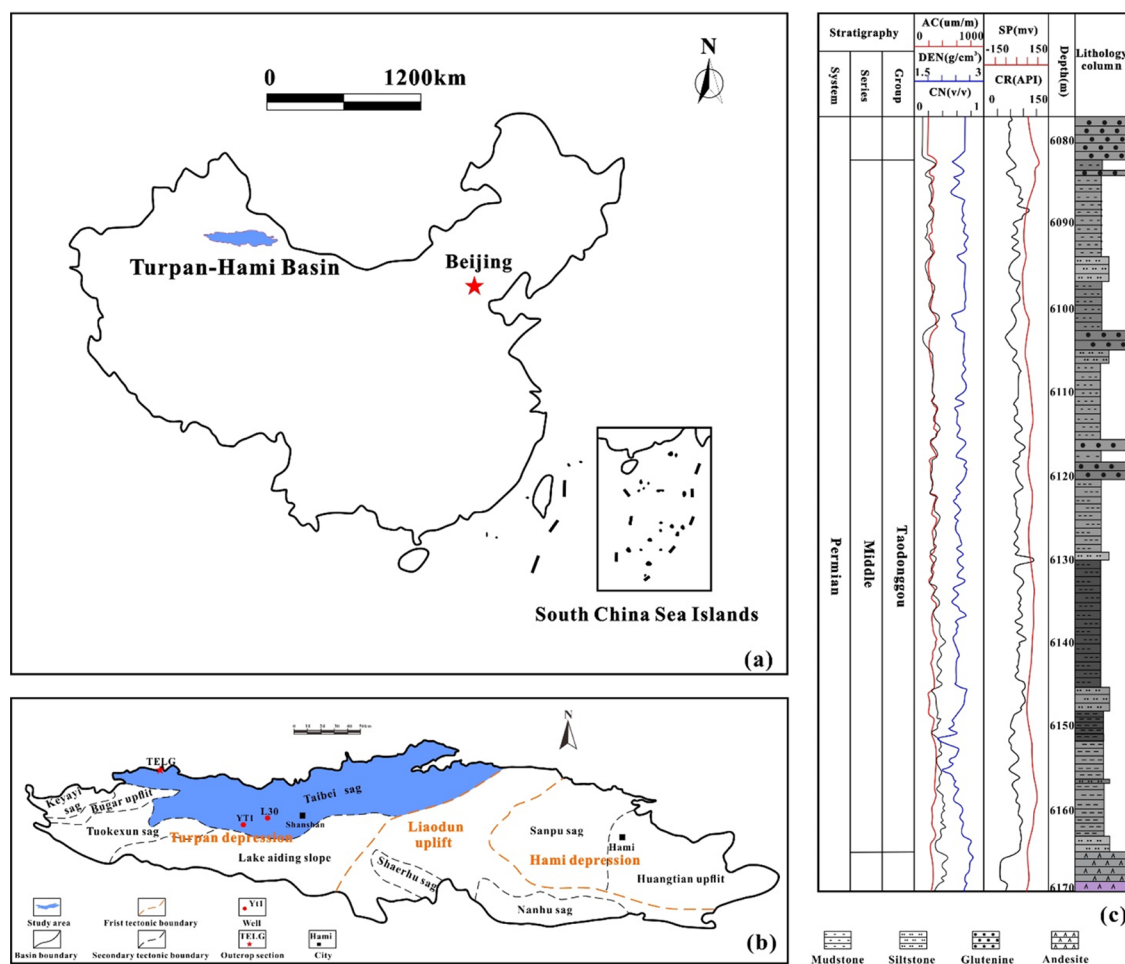 0 1200km
N
Turpan-Hami Basin
Beijing
South China Sea Islands
(a)
N
TELG
Keyayi sag
Bugar upflit
Taibei sag
Tuokexun sag
YT1
L30
Shanshan
Turpan depression
Lake aiding slope
Liaodun uplift
Shaerhu sag
Sanpu sag
Hami
Hami depression
Huangtian upflit
Nanhu sag
Study area
Frist tectonic boundary
Yt1
Well
Basin boundary
Secondary tectonic boundary
TELG
Outerop section
Hami
City
(b)
Stratigraphy
System
Series
Group
AC(um/m)
0 1000
DEN(g/cm³)
1.5 3
CN(v/v)
0 1
SP(mv)
-150 150
CR(API)
0 150
Depth(m)
Lithology column
Permian
Middle
Taodonggou
6080
6090
6100
6110
6120
6130
6140
6150
6160
6170
(c)
Mudstone
Siltstone
Glutenine
Andesite